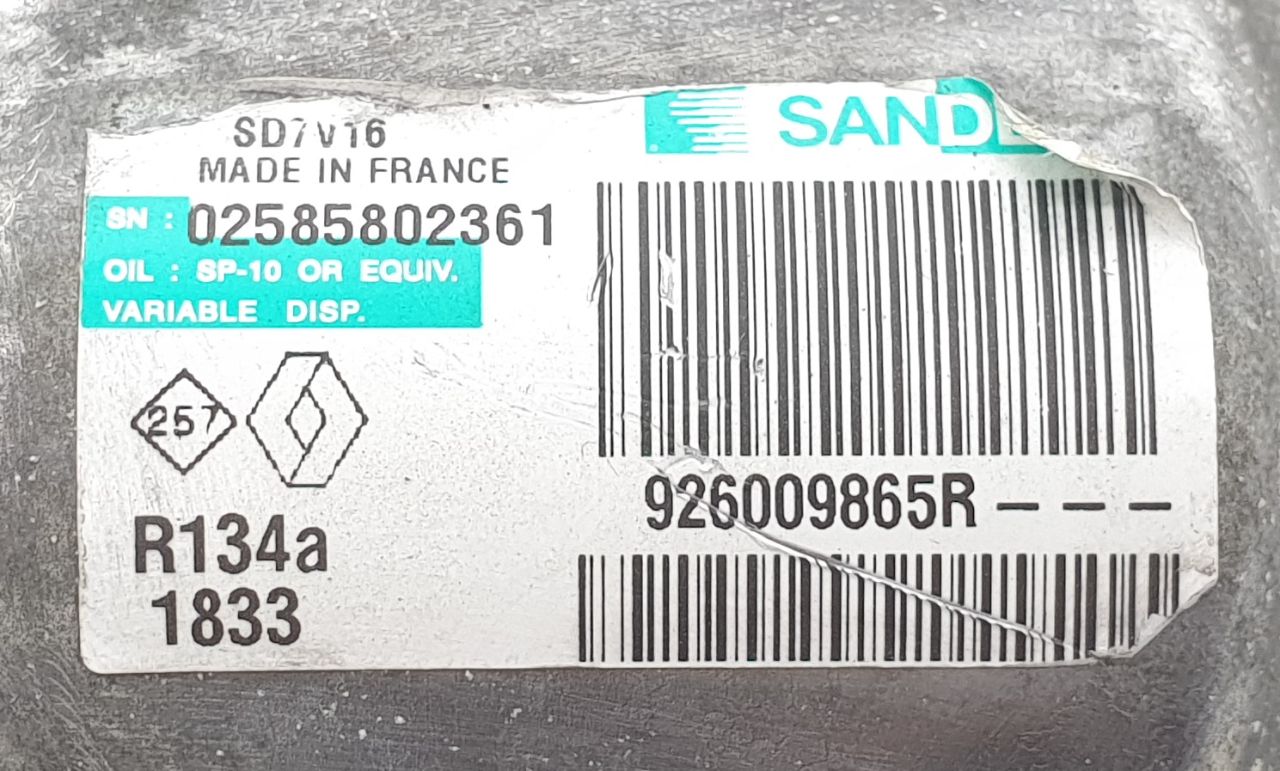 SD7V16
SAND
MADE IN FRANCE
SN : 02585802361
OIL : SP-10 OR EQUIV.
VARIABLE DISP.
257
926009865R – – –
R134a
1833